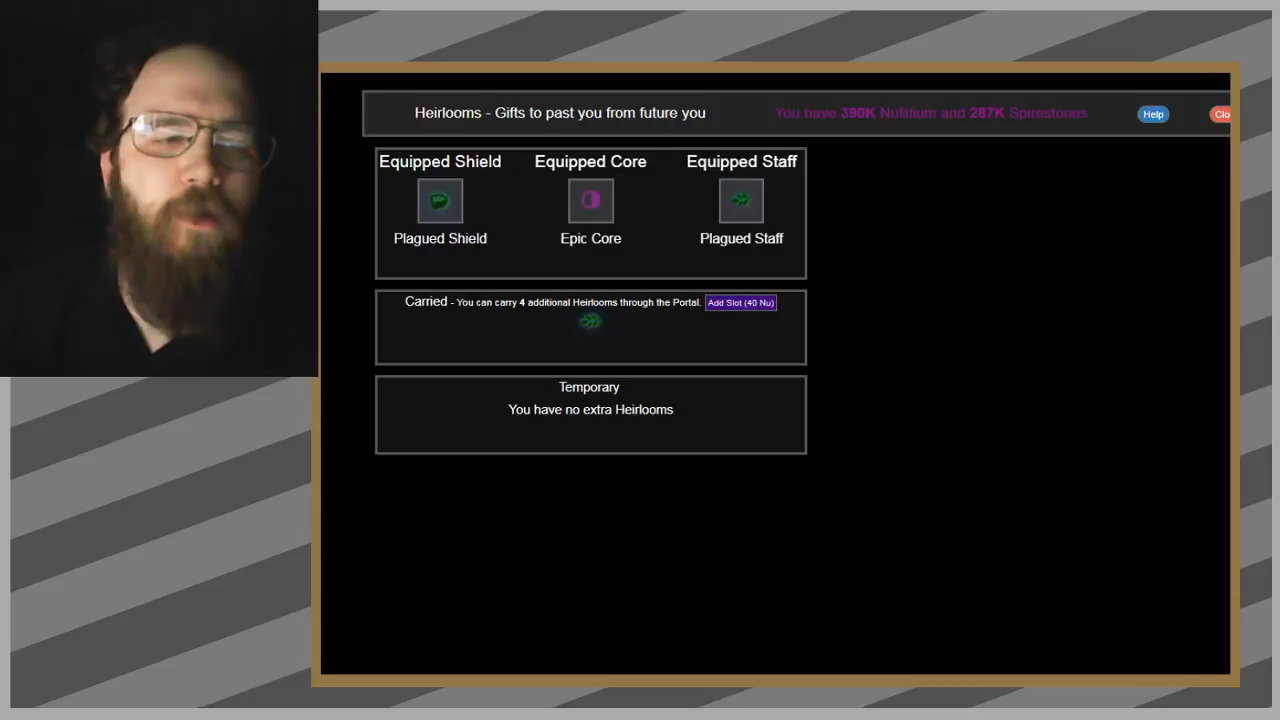 Heirlooms - Gifts to past you from future you
You have 390K Nullitium and 287K Spirestones
Help
Clo
Equipped Shield
Equipped Core
Equipped Staff
Plagued Shield
Epic Core
Plagued Staff
Carried - You can carry 4 additional Heirlooms through the Portal. Add Slot (40 Nu)
Temporary
You have no extra Heirlooms